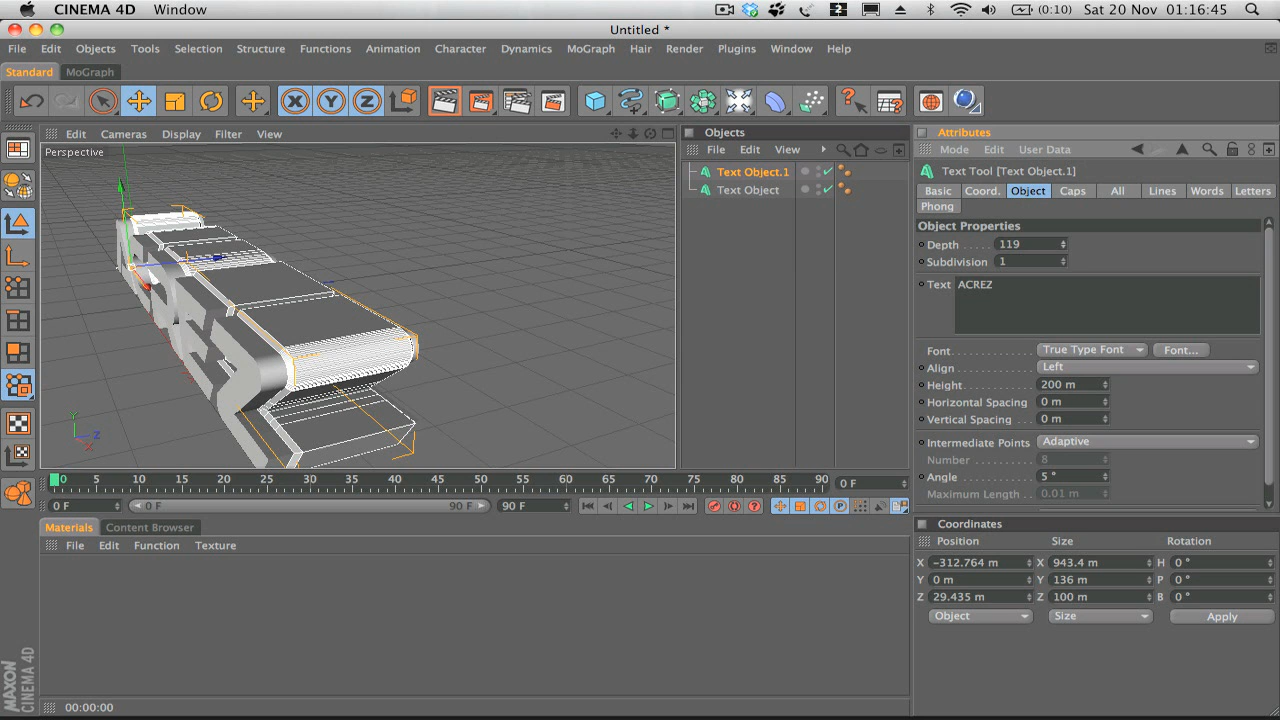 CINEMA 4D Window (0:10) Sat 20 Nov 01:16:45
Untitled *
File Edit Objects Tools Selection Structure Functions Animation Character Dynamics MoGraph Hair Render Plugins Window Help
Standard MoGraph
X Y Z
Edit Cameras Display Filter View
Perspective
Y
Z
X
Objects
File Edit View
Text Object.1
Text Object
Attributes
Mode Edit User Data
Text Tool [Text Object.1]
Basic Coord. Object Caps All Lines Words Letters
Phong
Object Properties
Depth . . . . . 119
Subdivision 1
Text ACREZ
Font True Type Font Font...
Align Left
Height 200 m
Horizontal Spacing 0 m
Vertical Spacing 0 m
Intermediate Points Adaptive
Number 8
Angle 5 °
Maximum Length 0.01 m
0 5 10 15 20 25 30 35 40 45 50 55 60 65 70 75 80 85 90 0 F
0 F 0 F 90 F 90 F
Materials Content Browser
File Edit Function Texture
Coordinates
Position Size Rotation
X -312.764 m X 943.4 m H 0 °
Y 0 m Y 136 m P 0 °
Z 29.435 m Z 100 m B 0 °
Object Size Apply
MAXON
CINEMA 4D
00:00:00